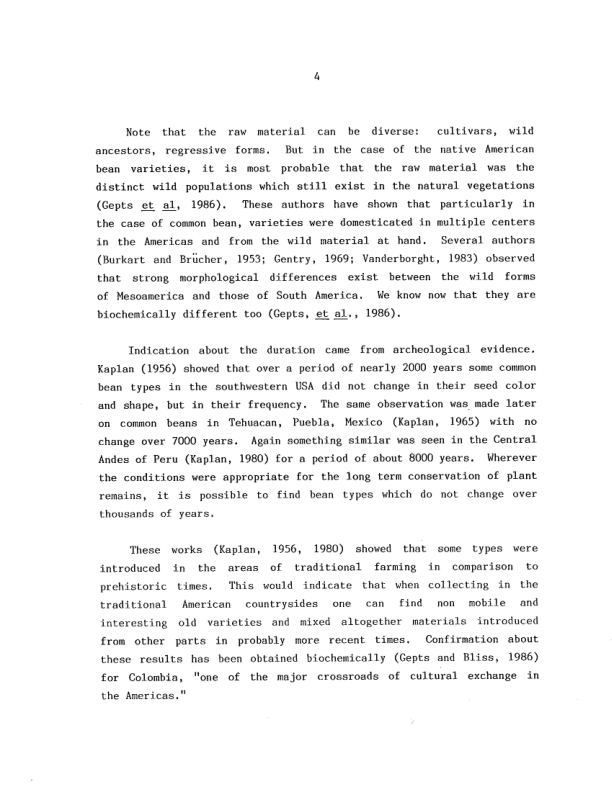 4
Note that the raw material can be diverse: cultivars, wild
ancestors, regressive forms. But in the case of the native American
bean varieties, it is most probable that the raw material was the
distinct wild populations which still exist in the natural vegetations
(Gepts et al, 1986). These authors have shown that particularly in
the case of common bean, varieties were domesticated in multiple centers
in the Americas and from the wild material at hand. Several authors
(Burkart and Brücher, 1953; Gentry, 1969; Vanderborght, 1983) observed
that strong morphological differences exist between the wild forms
of Mesoamerica and those of South America. We know now that they are
biochemically different too (Gepts, et al., 1986).
Indication about the duration came from archeological evidence.
Kaplan (1956) showed that over a period of nearly 2000 years some common
bean types in the southwestern USA did not change in their seed color
and shape, but in their frequency. The same observation was made later
on common beans in Tehuacan, Puebla, Mexico (Kaplan, 1965) with no
change over 7000 years. Again something similar was seen in the Central
Andes of Peru (Kaplan, 1980) for a period of about 8000 years. Wherever
the conditions were appropriate for the long term conservation of plant
remains, it is possible to find bean types which do not change over
thousands of years.
These works (Kaplan, 1956, 1980) showed that some types were
introduced in the areas of traditional farming in comparison to
prehistoric times. This would indicate that when collecting in the
traditional American countrysides one can find non mobile and
interesting old varieties and mixed altogether materials introduced
from other parts in probably more recent times. Confirmation about
these results has been obtained biochemically (Gepts and Bliss, 1986)
for Colombia, "one of the major crossroads of cultural exchange in
the Americas."